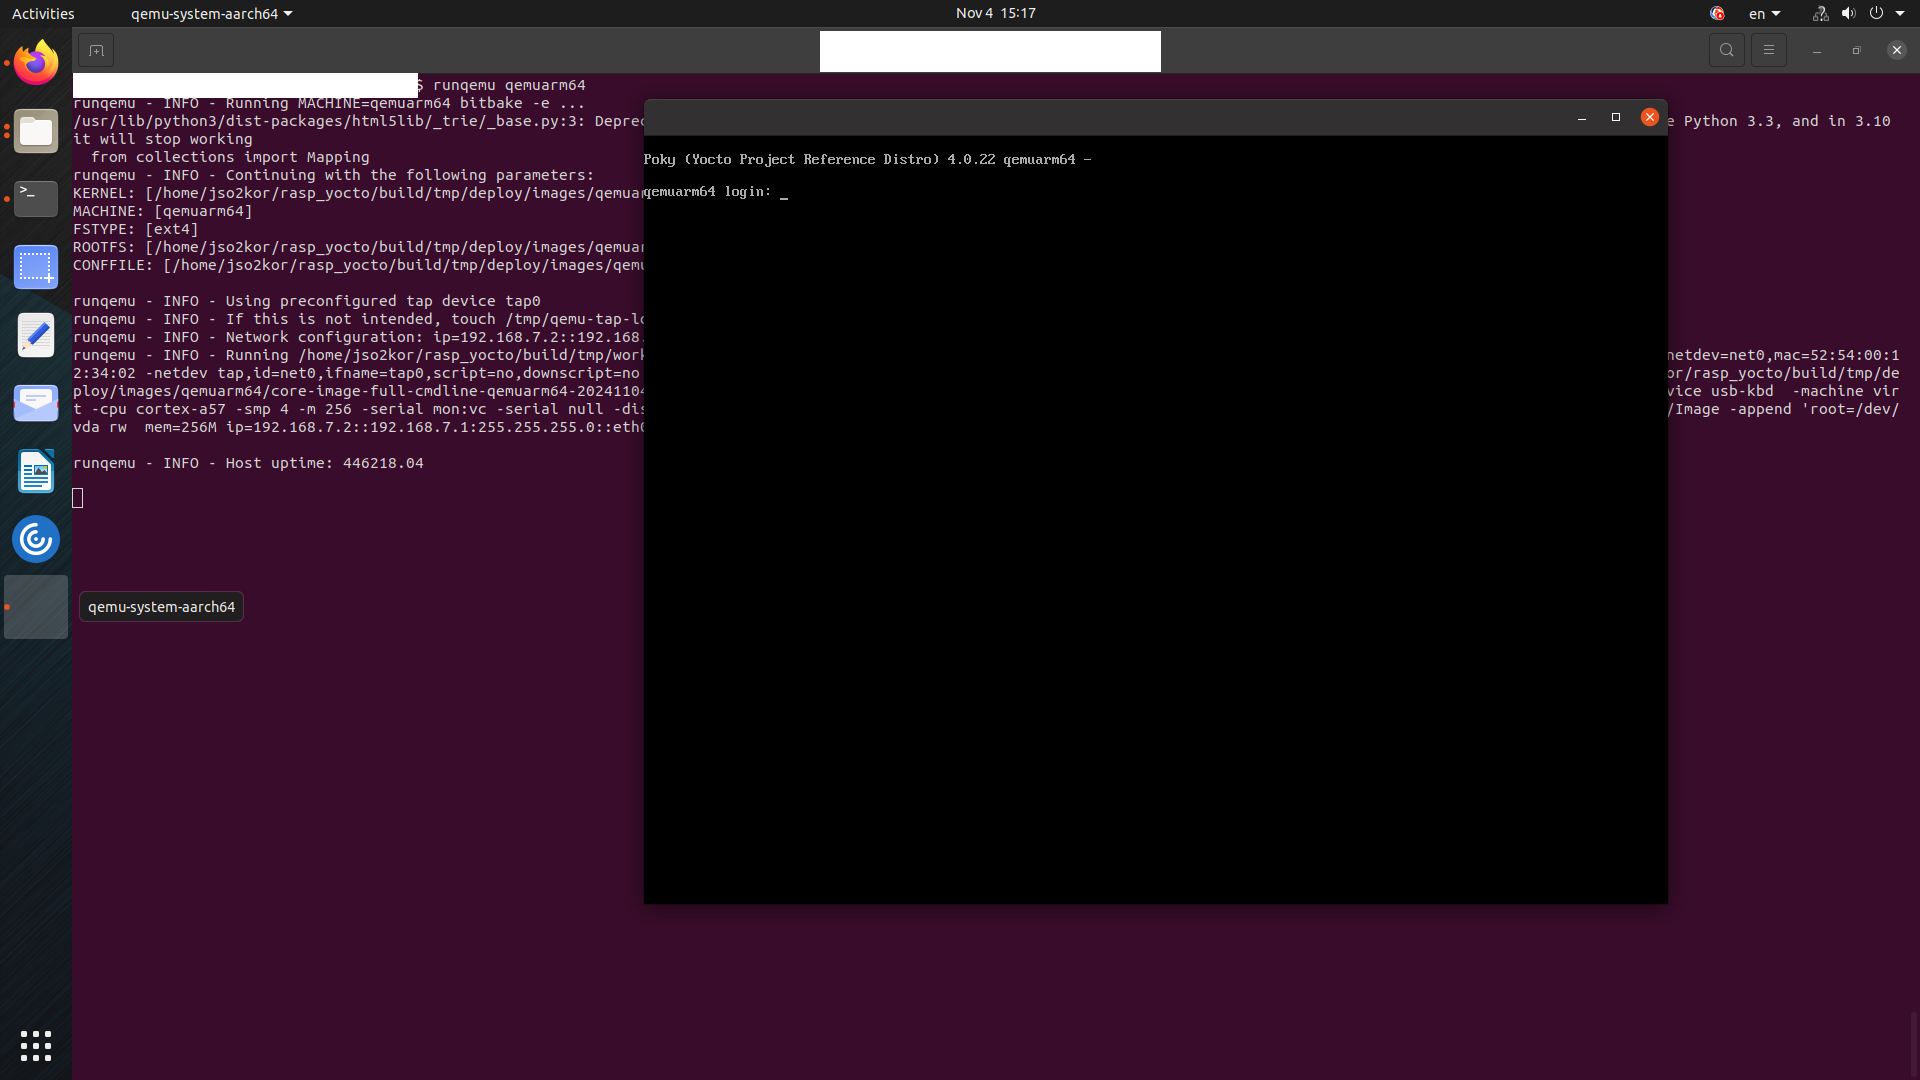 Activities
qemu-system-aarch64
Nov 4 15:17
en
$ runqemu qemuarm64
runqemu - INFO - Running MACHINE=qemuarm64 bitbake -e ...
/usr/lib/python3/dist-packages/html5lib/_trie/_base.py:3: Deprec
e Python 3.3, and in 3.10
it will stop working
from collections import Mapping
runqemu - INFO - Continuing with the following parameters:
KERNEL: [/home/jso2kor/rasp_yocto/build/tmp/deploy/images/qemuar
MACHINE: [qemuarm64]
FSTYPE: [ext4]
ROOTFS: [/home/jso2kor/rasp_yocto/build/tmp/deploy/images/qemuar
CONFFILE: [/home/jso2kor/rasp_yocto/build/tmp/deploy/images/qemu
runqemu - INFO - Using preconfigured tap device tap0
runqemu - INFO - If this is not intended, touch /tmp/qemu-tap-lo
runqemu - INFO - Network configuration: ip=192.168.7.2::192.168.
runqemu - INFO - Running /home/jso2kor/rasp_yocto/build/tmp/work
netdev=net0,mac=52:54:00:1
2:34:02 -netdev tap,id=net0,ifname=tap0,script=no,downscript=no
or/rasp_yocto/build/tmp/de
ploy/images/qemuarm64/core-image-full-cmdline-qemuarm64-20241104
vice usb-kbd  -machine vir
t -cpu cortex-a57 -smp 4 -m 256 -serial mon:vc -serial null -dis
/Image -append 'root=/dev/
vda rw  mem=256M ip=192.168.7.2::192.168.7.1:255.255.255.0::eth0
runqemu - INFO - Host uptime: 446218.04
Poky (Yocto Project Reference Distro) 4.0.22 qemuarm64 -
qemuarm64 login: _
qemu-system-aarch64